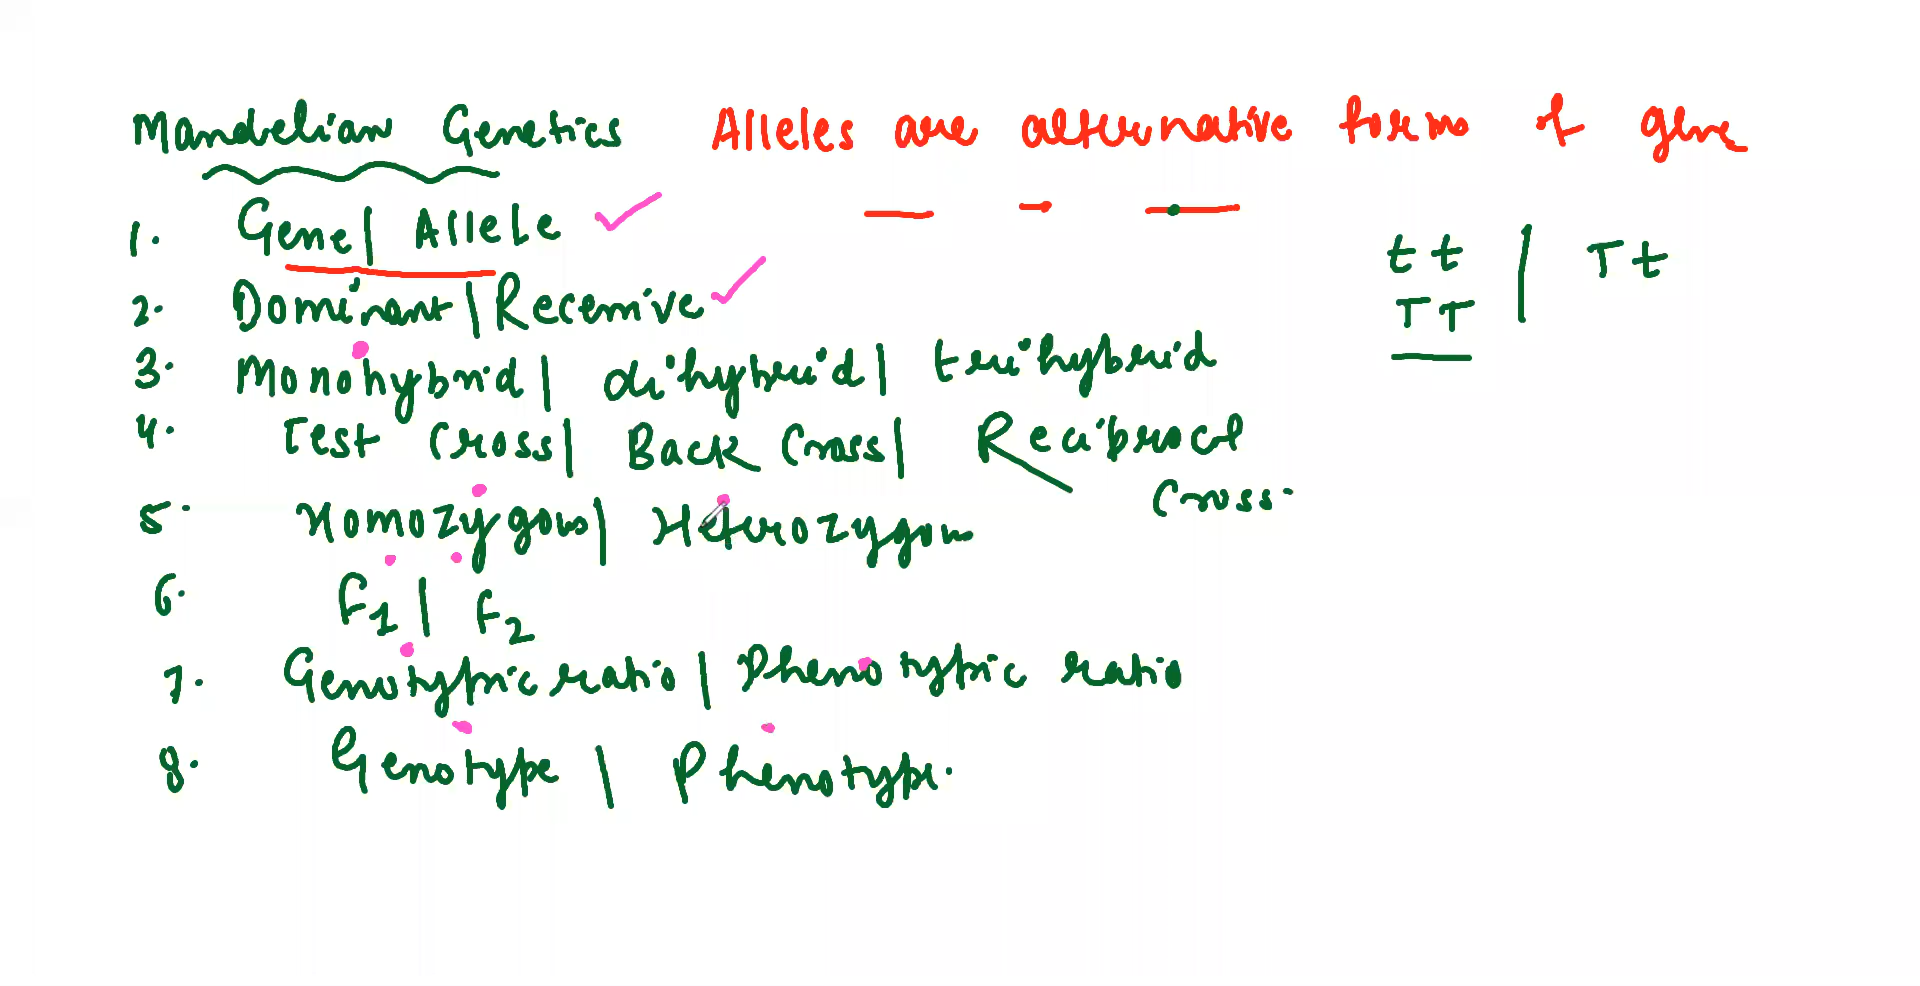 Mandelian Genetics Alleles are alternative forms of gene
1. Gene| Allele
2. Dominant | Recessive
3. Monohybrid | dihybrid | trihybrid
4. Test Cross | Back Cross | Reciprocl Cross
5. Homozygous | Heterozygous
6. F1 | F2
7. Genotypic ratio | Phenotypic ratio
8. Genotype | Phenotype.
tt | Tt
TT